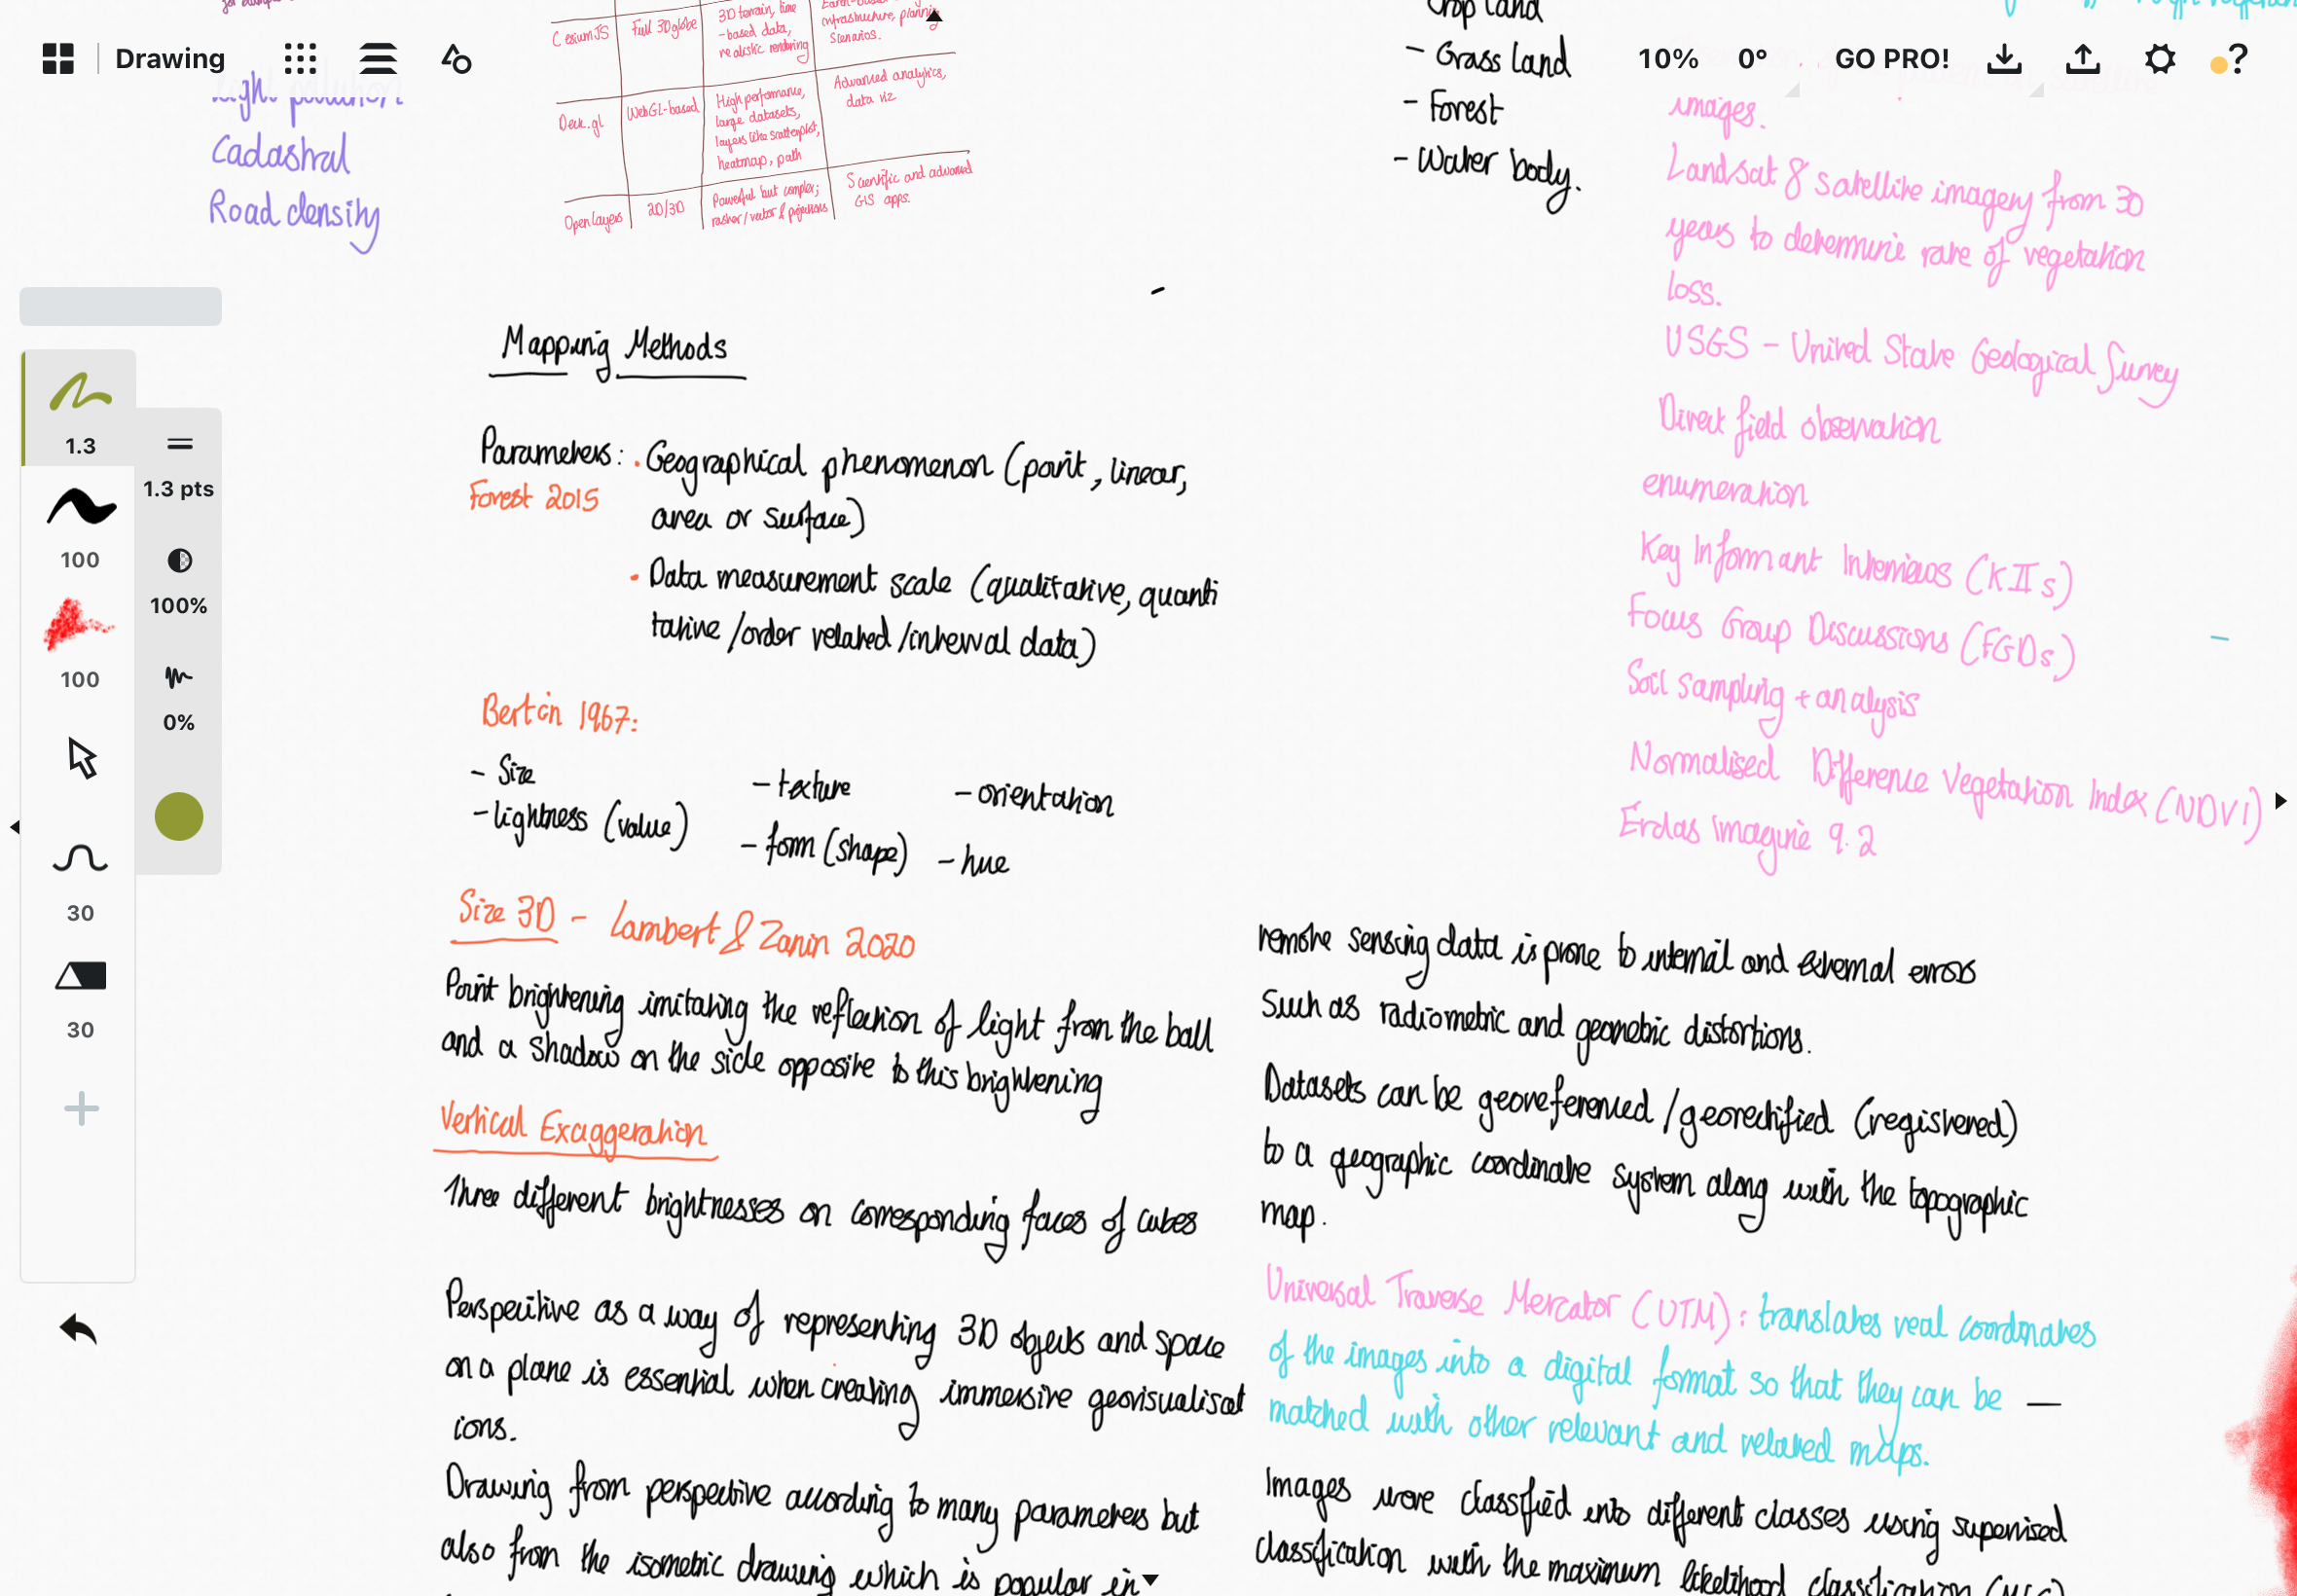 Drawing
10%
0°
GO PRO!
?
Light pollution
Cadastral
Road density
CesiumJS
Full 3D globe
3D terrain, time
-based data,
realistic rendering
infrastructure, planning
scenarios.
Deck.gl
WebGL-based
High performance,
large datasets,
layers like scatterplot,
heatmap, path
Advanced analytics,
data viz
Open layers
2D/3D
Powerful but complex;
raster/vector & projections
Scientific and advanced
GIS apps.
Crop land
- Grass land
- Forest
- Water body.
images.
Landsat 8 satellite imagery from 30
years to determine rate of vegetation
loss.
USGS - United State Geological Survey
Direct field observation
enumeration
Key Informant Interviews (KIIs)
Focus Group Discussions (FGDs)
Soil sampling + analysis
Normalised Difference Vegetation Index (NDVI)
Erdas Imagine 9.2
1.3
1.3 pts
100
100%
100
0%
30
30
Mapping Methods
Parameters: . Geographical phenomenon (point, linear,
Forest 2015
area or surface)
. Data measurement scale (qualitative, quanti
tative/order related/interval data)
Bertin 1967:
- Size
- texture
- orientation
- lightness (value)
- form (shape)
- hue
Size 3D - Lambert & Zanin 2020
Point brightening imitating the reflection of light from the ball
and a shadow on the side opposite to this brightening
Vertical Exaggeration
Three different brightnesses on corresponding faces of cubes
Perspective as a way of representing 3D objects and space
on a plane is essential when creating immersive geovisualisat
ions.
Drawing from perspective according to many parameters but
also from the isometric drawing which is popular in
remote sensing data is prone to internal and external errors
such as radiometric and geometric distortions.
Datasets can be georeferenced/georectified (registered)
to a geographic coordinate system along with the topographic
map.
Universal Traverse Mercator (UTM): translates real coordinates
of the images into a digital format so that they can be —
matched with other relevant and related maps.
Images were classified into different classes using supervised
classification with the maximum likelihood classification